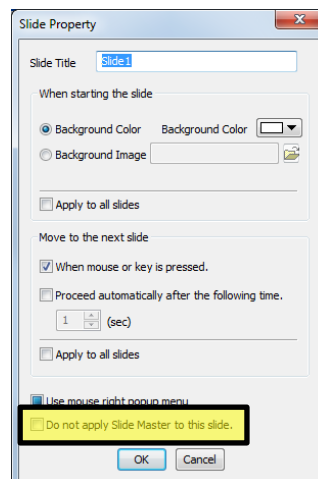 Slide Property
Slide Title Slide1
When starting the slide
Background Color Background Color
Background Image
Apply to all slides
Move to the next slide
When mouse or key is pressed.
Proceed automatically after the following time.
1 (sec)
Apply to all slides
Use mouse right popup menu
Do not apply Slide Master to this slide.
OK Cancel